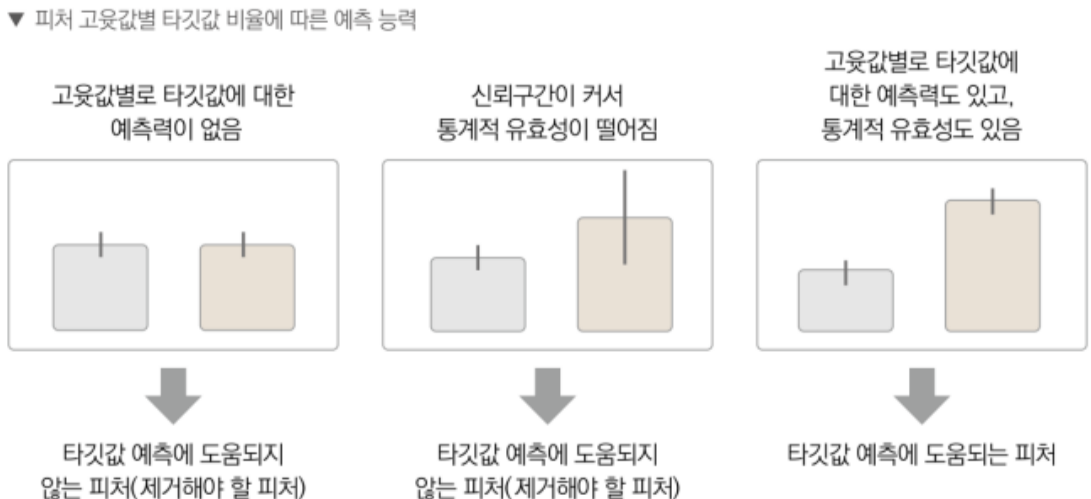 ▼ 피처 고윳값별 타깃값 비율에 따른 예측 능력
고윳값별로 타깃값에 대한
예측력이 없음
신뢰구간이 커서
통계적 유효성이 떨어짐
고윳값별로 타깃값에
대한 예측력도 있고,
통계적 유효성도 있음
타깃값 예측에 도움되지
않는 피처(제거해야 할 피처)
타깃값 예측에 도움되지
않는 피처(제거해야 할 피처)
타깃값 예측에 도움되는 피처